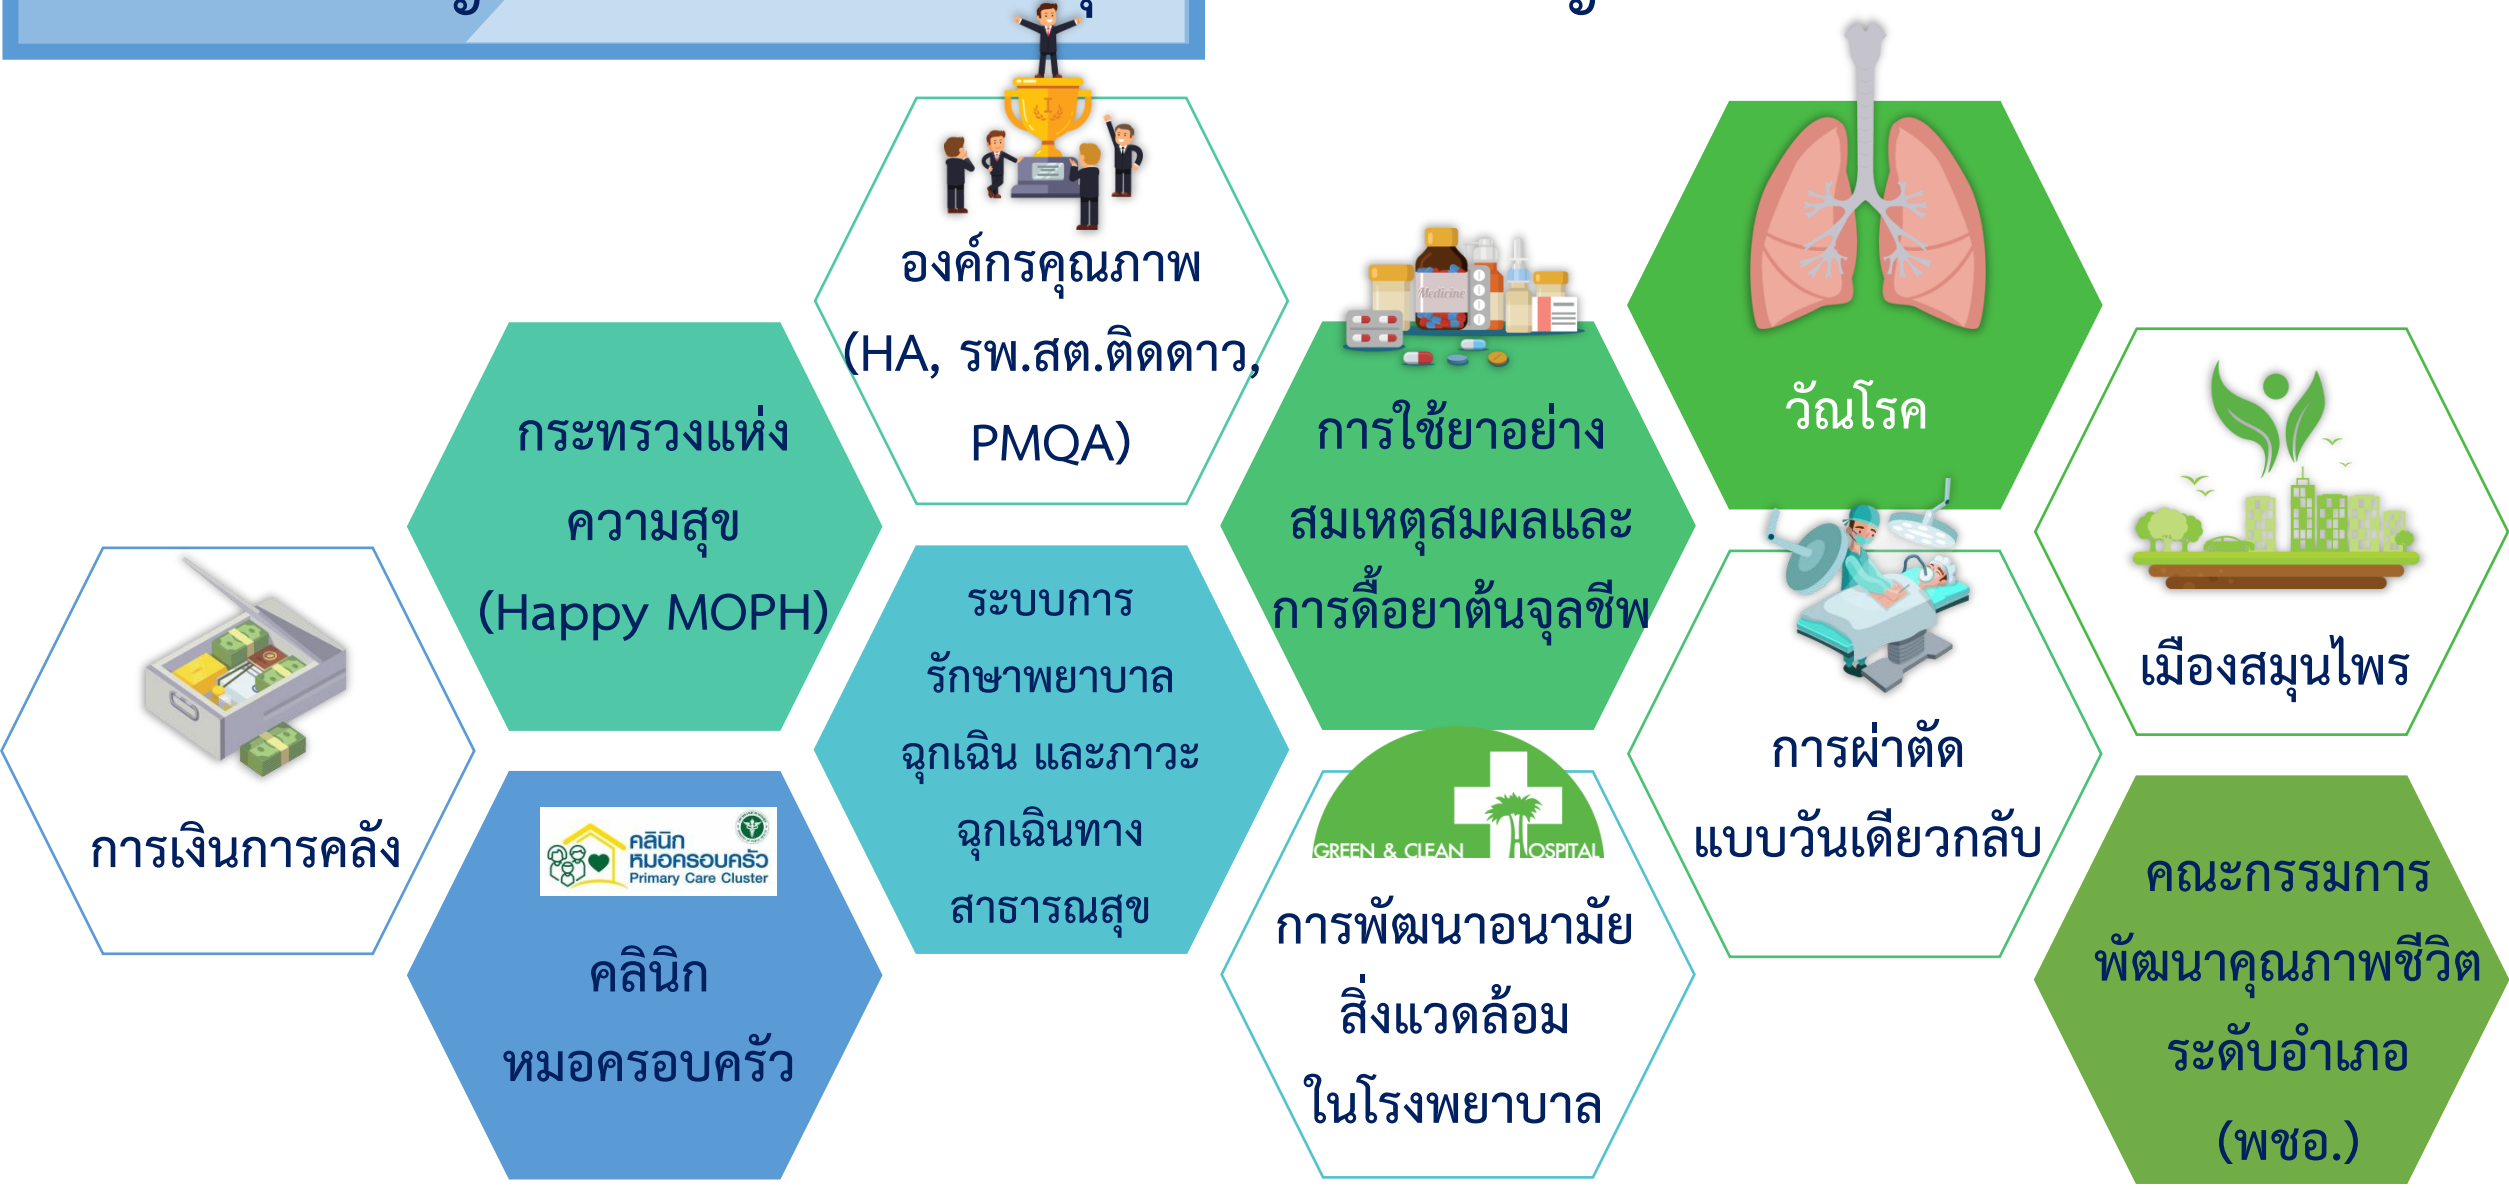 องค์กรคุณภาพ
(HA, รพ.สต.ติดดาว,
PMQA)
Medicine
วัณโรค
กระทรวงแห่ง
ความสุข
(Happy MOPH)
การใช้ยาอย่าง
สมเหตุสมผลและ
การดื้อยาต้นจุลชีพ
เมืองสมุนไพร
การเงินการคลัง
ระบบการ
รักษาพยาบาล
ฉุกเฉิน และภาวะ
ฉุกเฉินทาง
สาธารณสุข
การผ่าตัด
แบบวันเดียวกลับ
คลินิก
หมอครอบครัว
Primary Care Cluster
คลินิก
หมอครอบครัว
GREEN & CLEAN HOSPITAL
การพัฒนาอนามัย
สิ่งแวดล้อม
ในโรงพยาบาล
คณะกรรมการ
พัฒนาคุณภาพชีวิต
ระดับอำเภอ
(พชอ.)